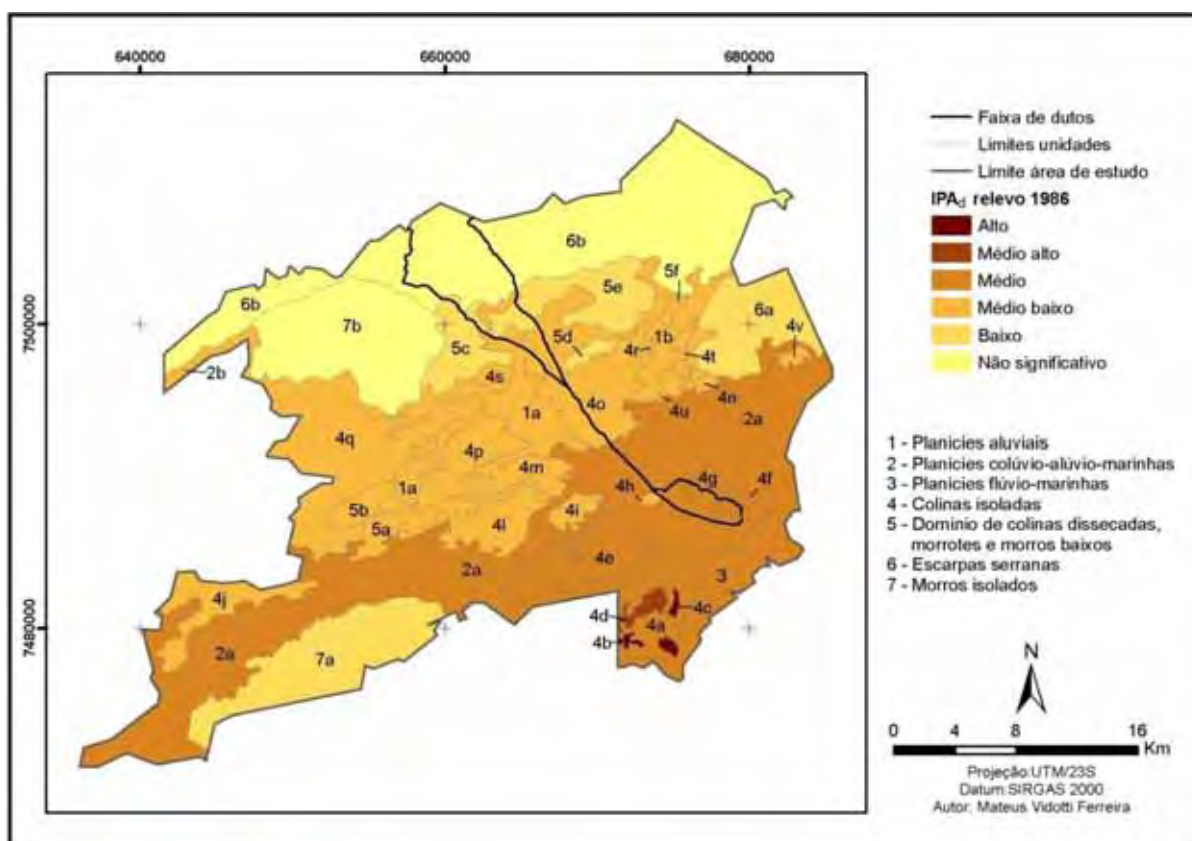 640000
660000
680000
7500000
7480000
6b
6b
5f
5e
6a
7b
1b
4v
5d
4r
4t
5c
2b
4s
4n
4o
4u
2a
1a
4q
4p
4m
4g
4f
4h
1a
4i
5b
4l
5a
4e
2a
3
4j
4c
4d
4a
4b
2a
7a
Faixa de dutos
Limites unidades
Limite área de estudo
IPAd relevo 1986
Alto
Médio alto
Médio
Médio baixo
Baixo
Não significativo
1 - Planicies aluviais
2 - Planicies colúvio-alúvio-marinhas
3 - Planicies flúvio-marinhas
4 - Colinas isoladas
5 - Dominio de colinas dissecadas,
morrotes e morros baixos
6 - Escarpas serranas
7 - Morros isolados
N
0 4 8 16
Km
Projeção:UTM/23S
Datum:SIRGAS 2000
Autor: Mateus Vidotti Ferreira